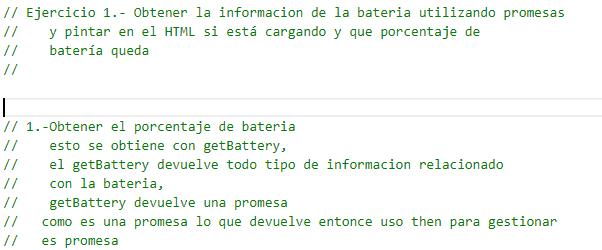 // Ejercicio 1.- Obtener la informacion de la bateria utilizando promesas
//    y pintar en el HTML si está cargando y que porcentaje de
//    batería queda
//
// 1.-Obtener el porcentaje de bateria
//    esto se obtiene con getBattery,
//    el getBattery devuelve todo tipo de informacion relacionado
//    con la bateria,
//    getBattery devuelve una promesa
//   como es una promesa lo que devuelve entonce uso then para gestionar
//   es promesa